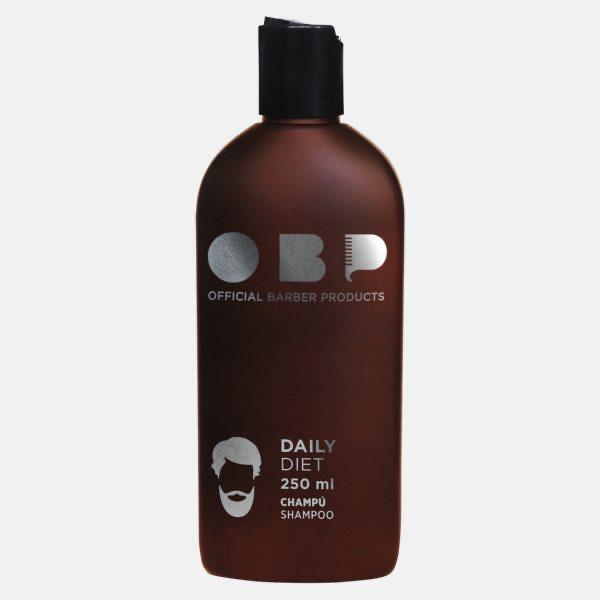 OBP
OFFICIAL BARBER PRODUCTS
DAILY
DIET
250 ml
CHAMPÚ
SHAMPOO